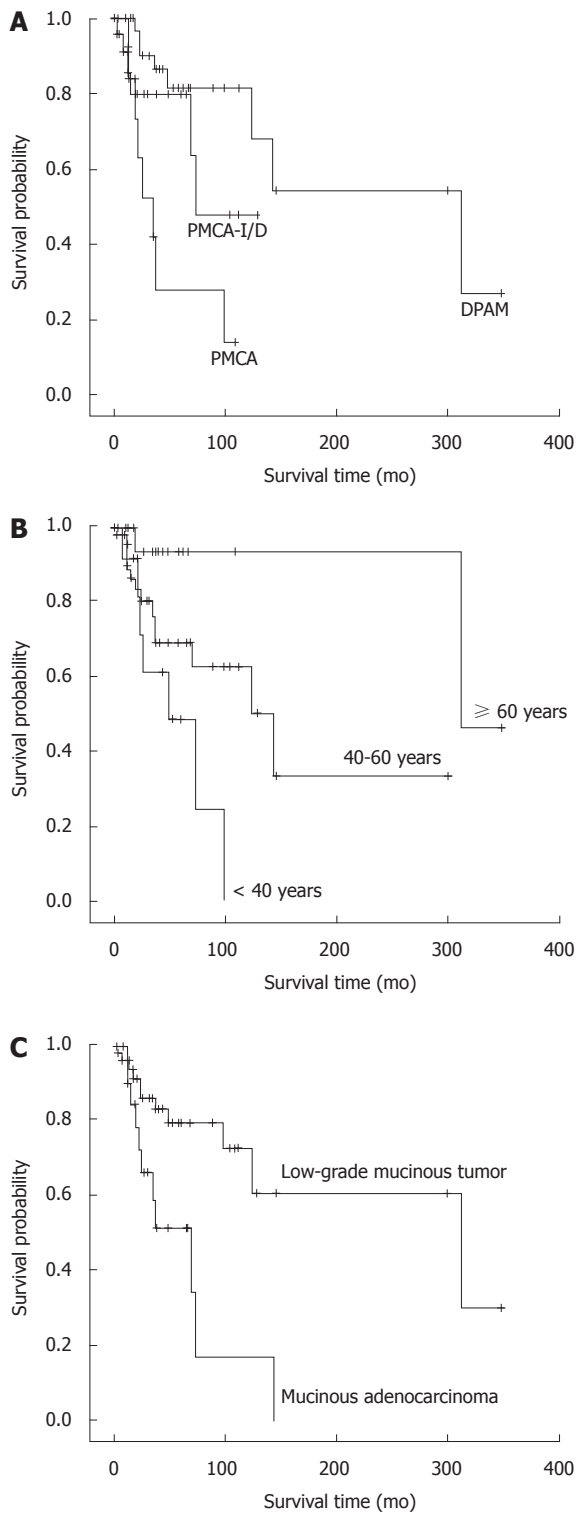 A
1.0
0.8
0.6
0.4
0.2
0.0
Survival probability
PMCA-I/D
DPAM
PMCA
0 100 200 300 400
Survival time (mo)
B
1.0
0.8
0.6
0.4
0.2
0.0
Survival probability
⩾ 60 years
40-60 years
< 40 years
0 100 200 300 400
Survival time (mo)
C
1.0
0.8
0.6
0.4
0.2
0.0
Survival probability
Low-grade mucinous tumor
Mucinous adenocarcinoma
0 100 200 300 400
Survival time (mo)